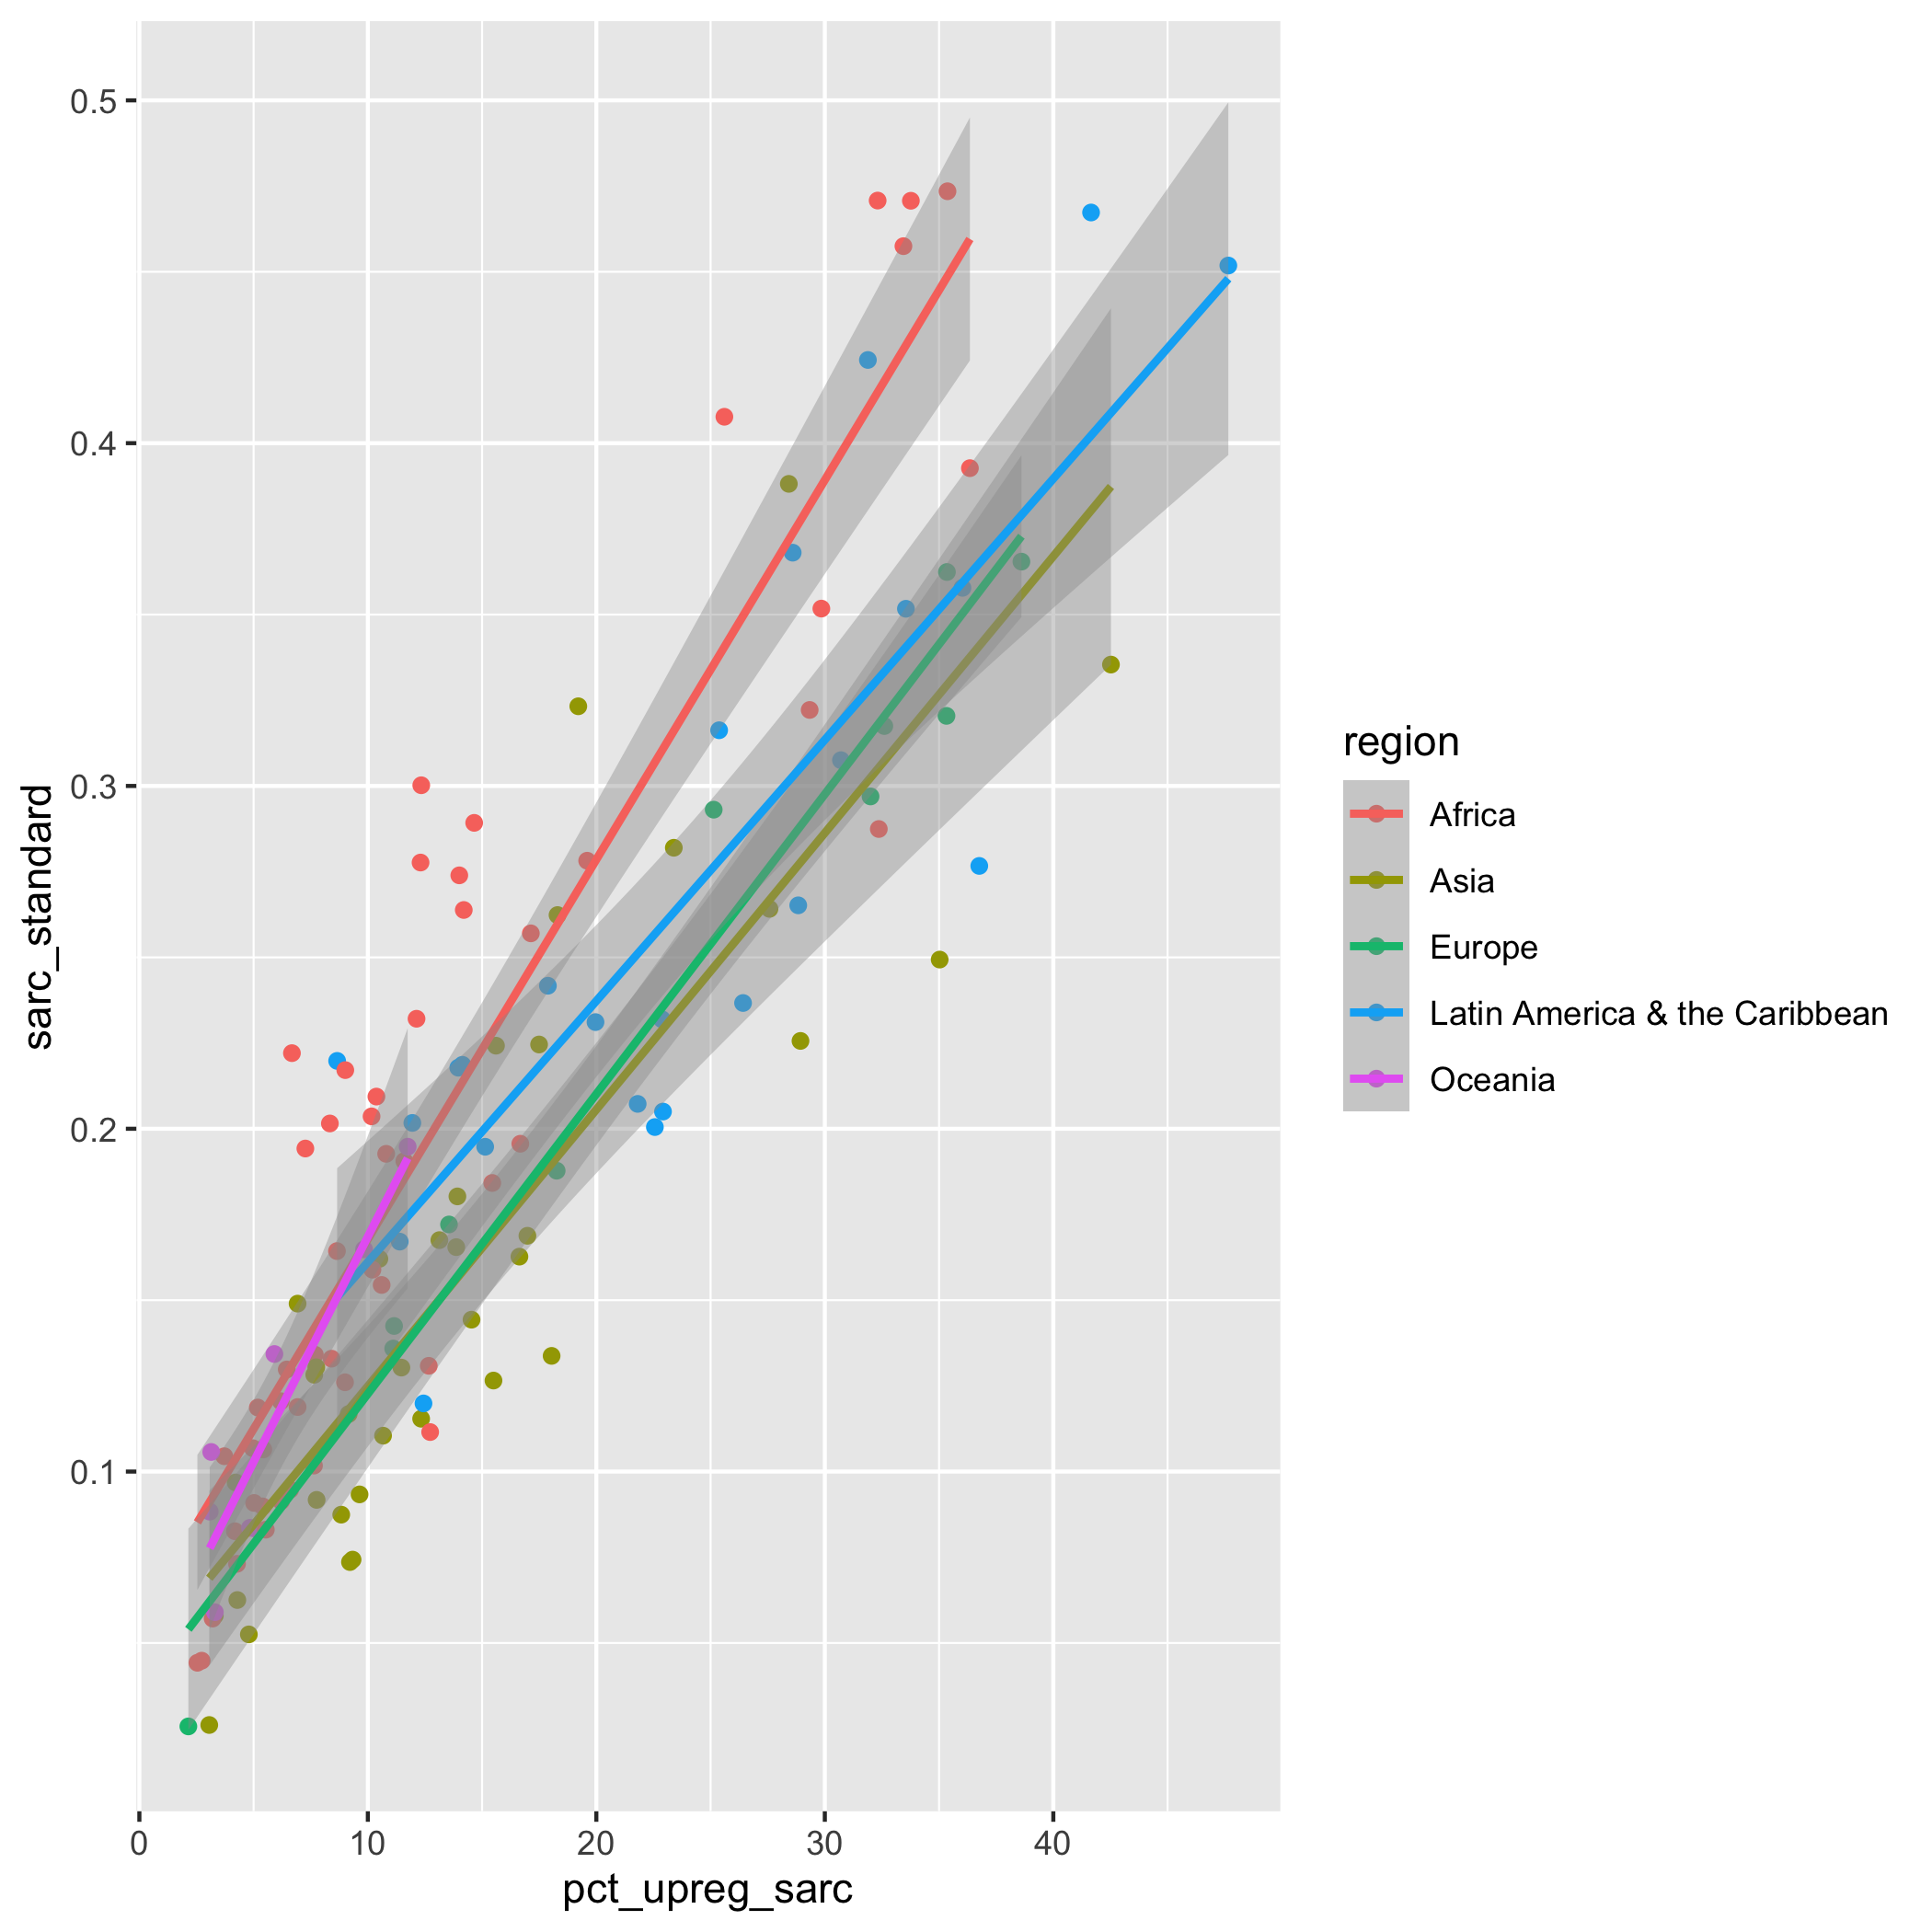 0.5
0.4
0.3
0.2
0.1
sarc_standard
0
10
20
30
40
pct_upreg_sarc
region
Africa
Asia
Europe
Latin America & the Caribbean
Oceania